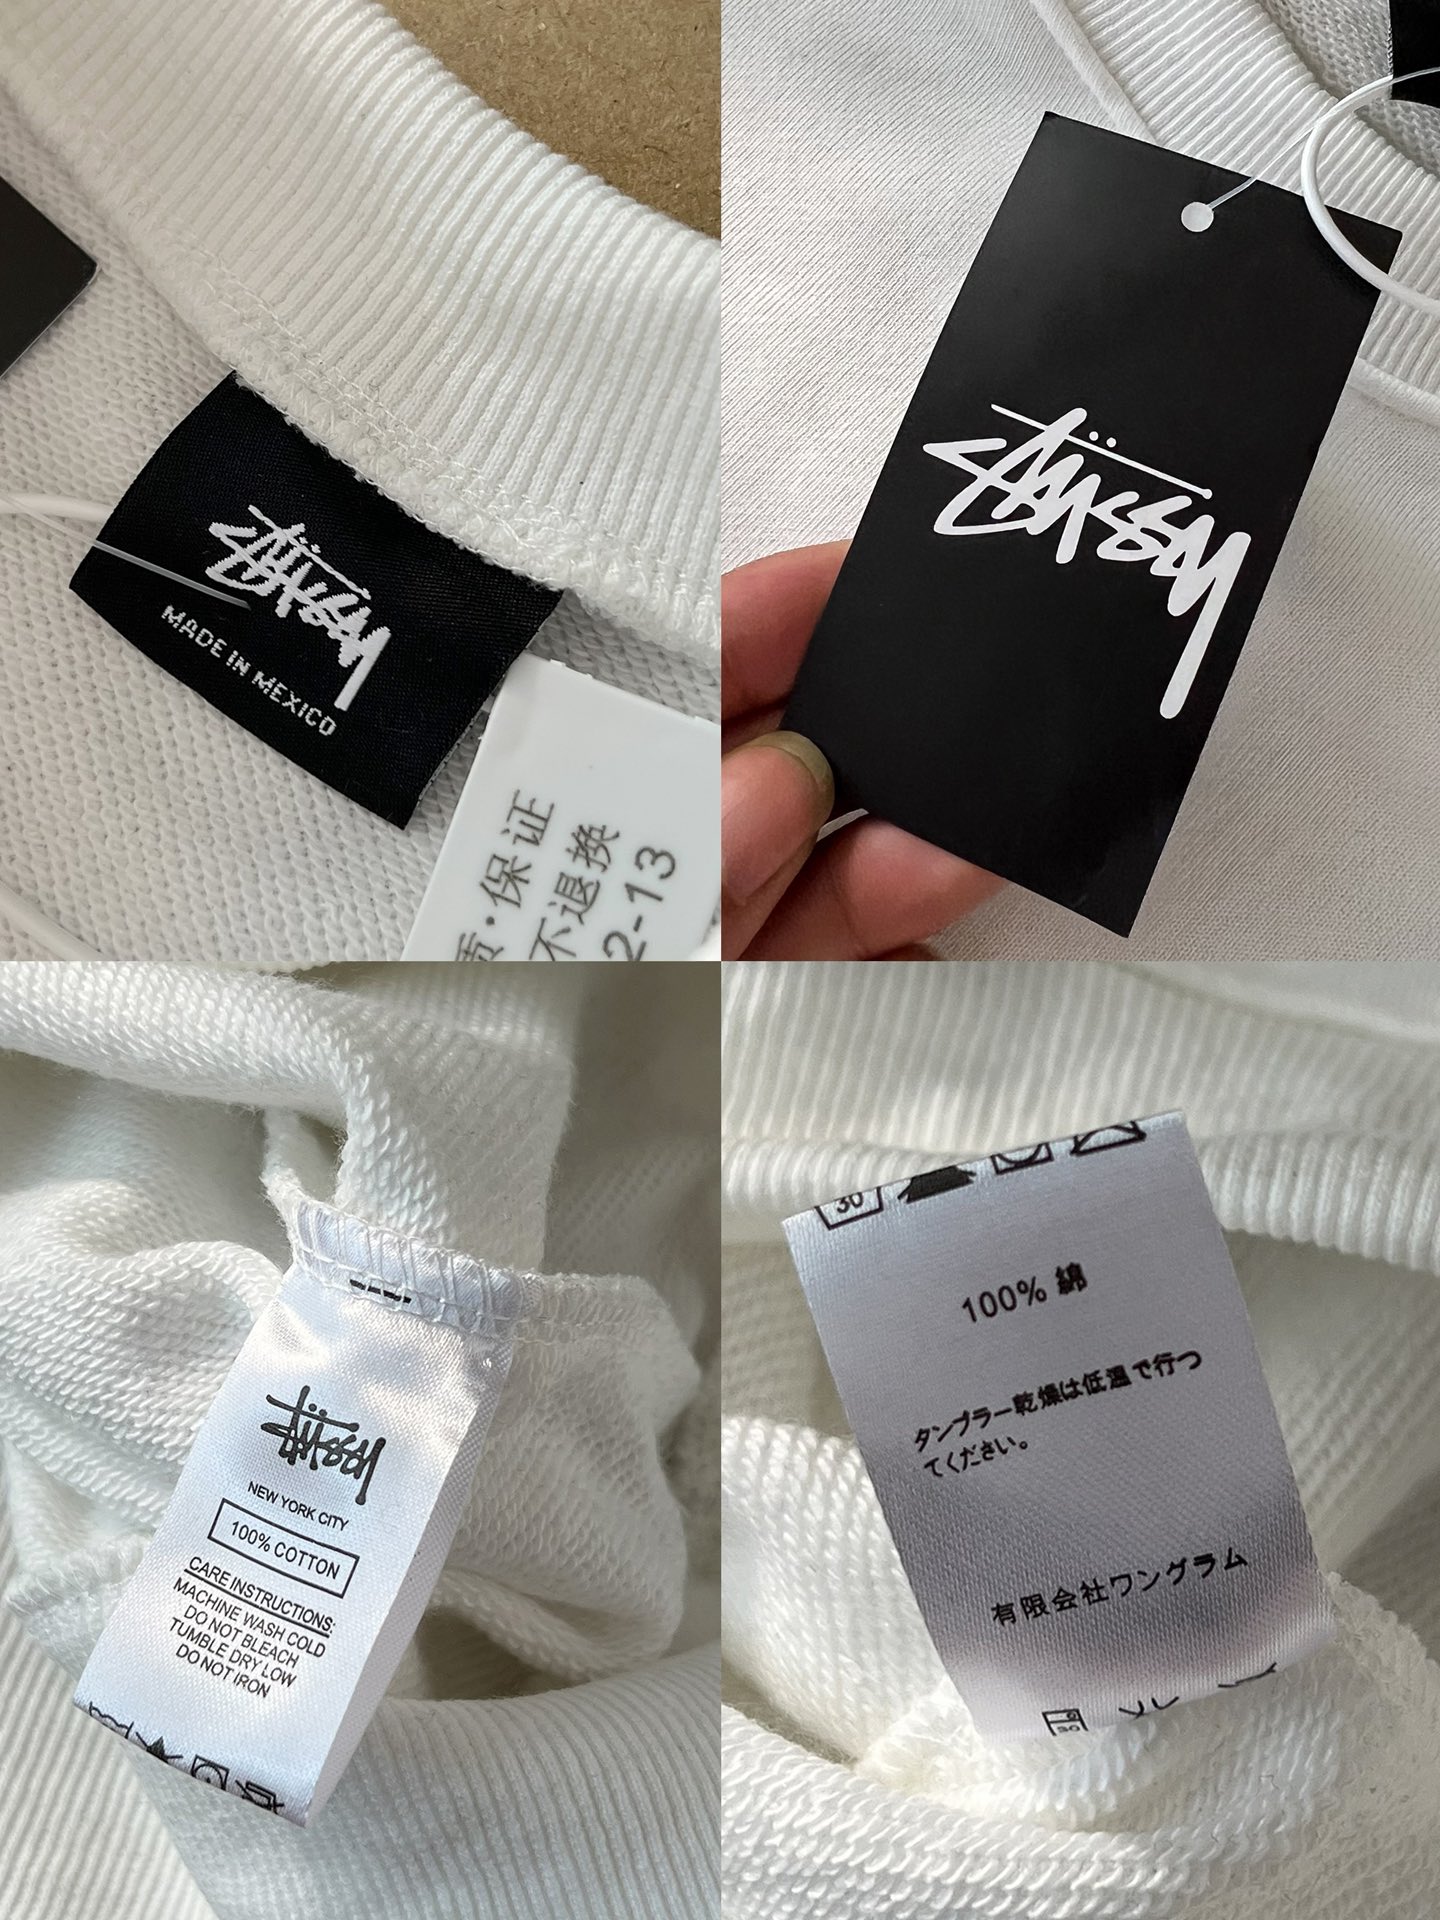 Stüssy
MADE IN MEXICO
质·保证
不退换
2-13
Stüssy
Stüssy
NEW YORK CITY
100% COTTON
CARE INSTRUCTIONS:
MACHINE WASH COLD
DO NOT BLEACH
TUMBLE DRY LOW
DO NOT IRON
30
100% 綿
タンブラー乾燥は低温で行つ
てください。
有限会社ワングラム